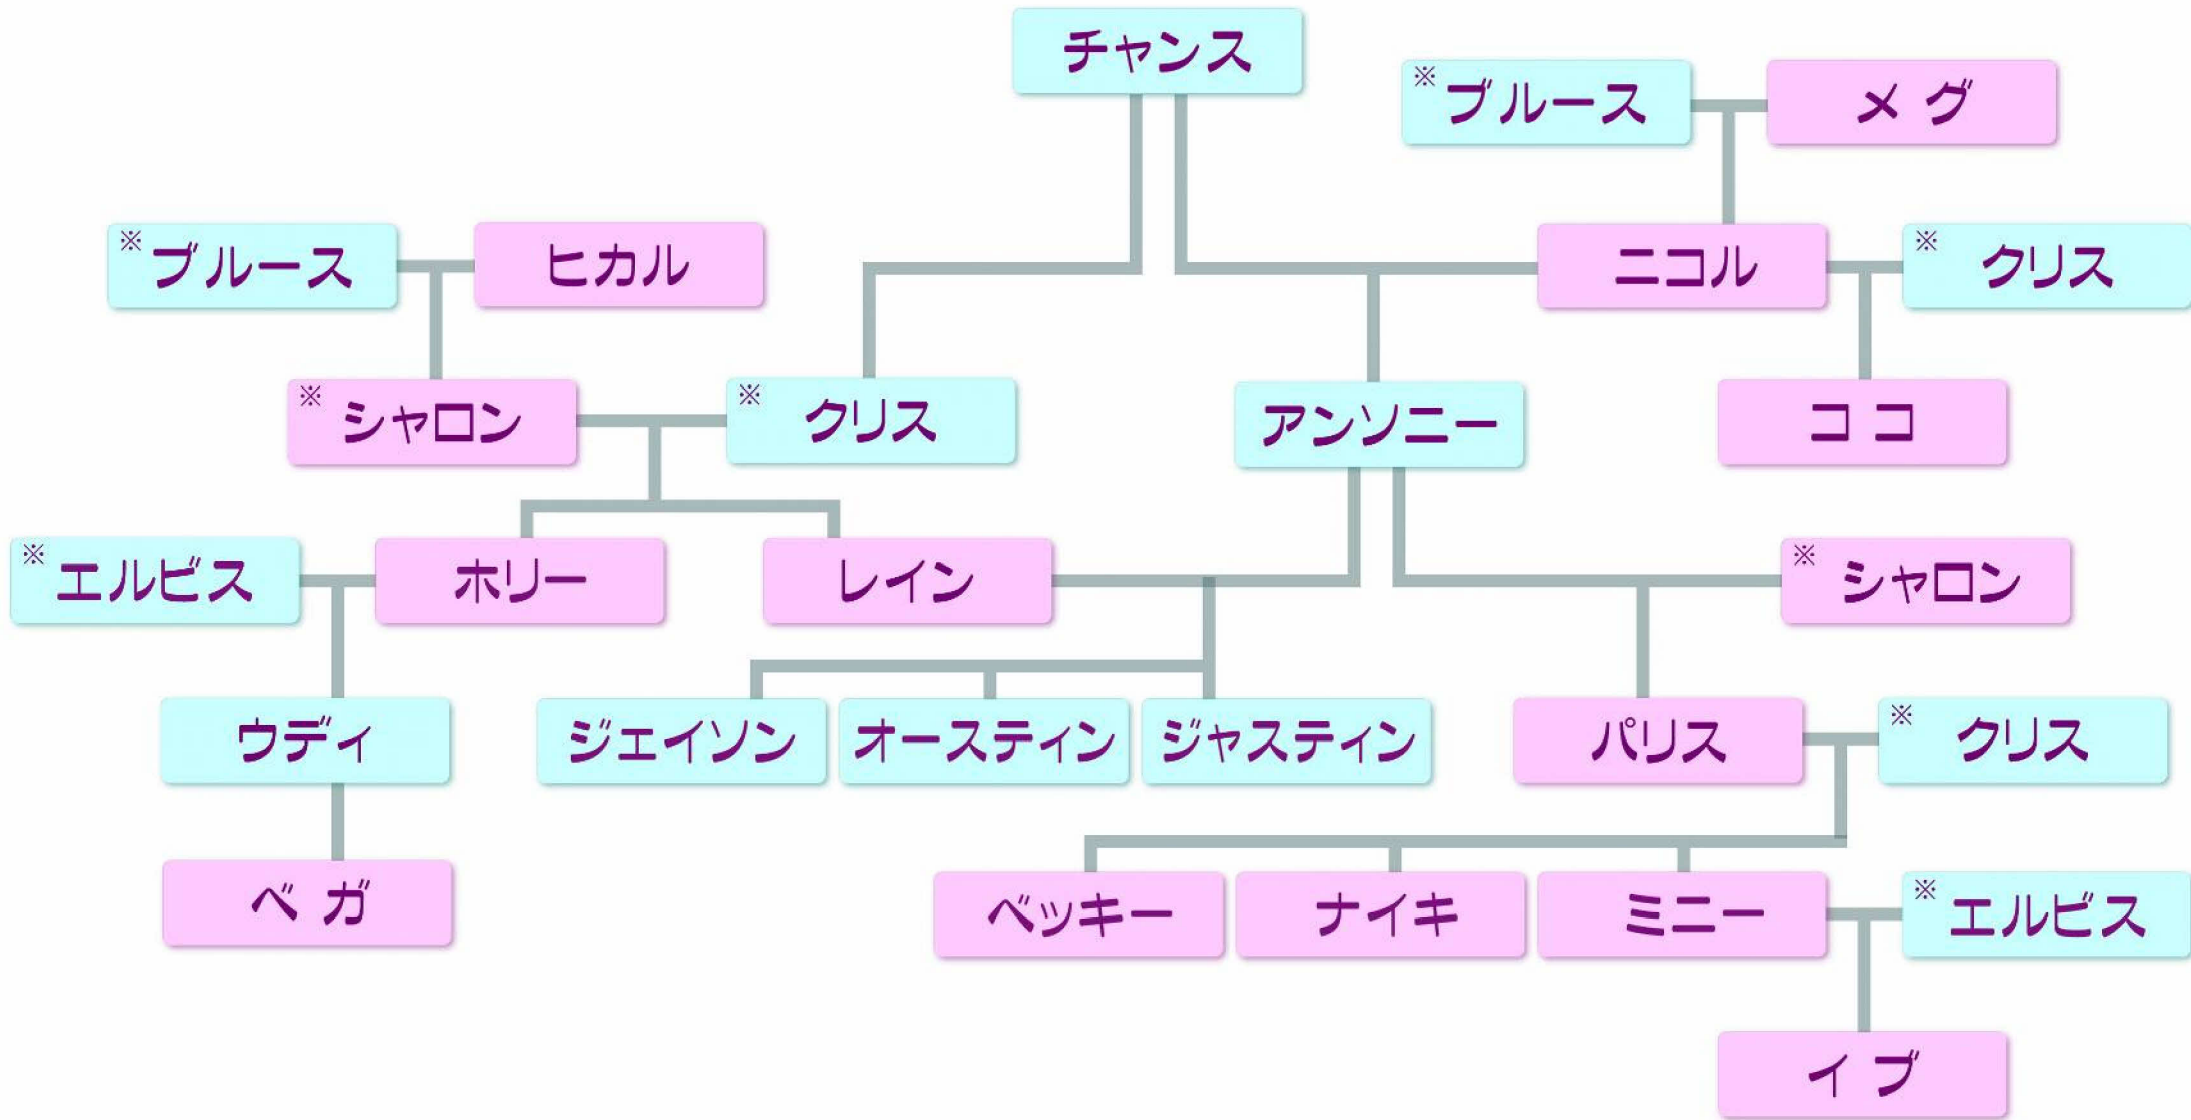 チャンス
※ブルース
メグ
※ブルース
ヒカル
ニコル
※クリス
※シャロン
※クリス
アンソニー
ココ
※エルビス
ホリー
レイン
※シャロン
ウディ
ジェイソン
オースティン
ジャスティン
パリス
※クリス
ベガ
ベッキー
ナイキ
ミニー
※エルビス
イブ